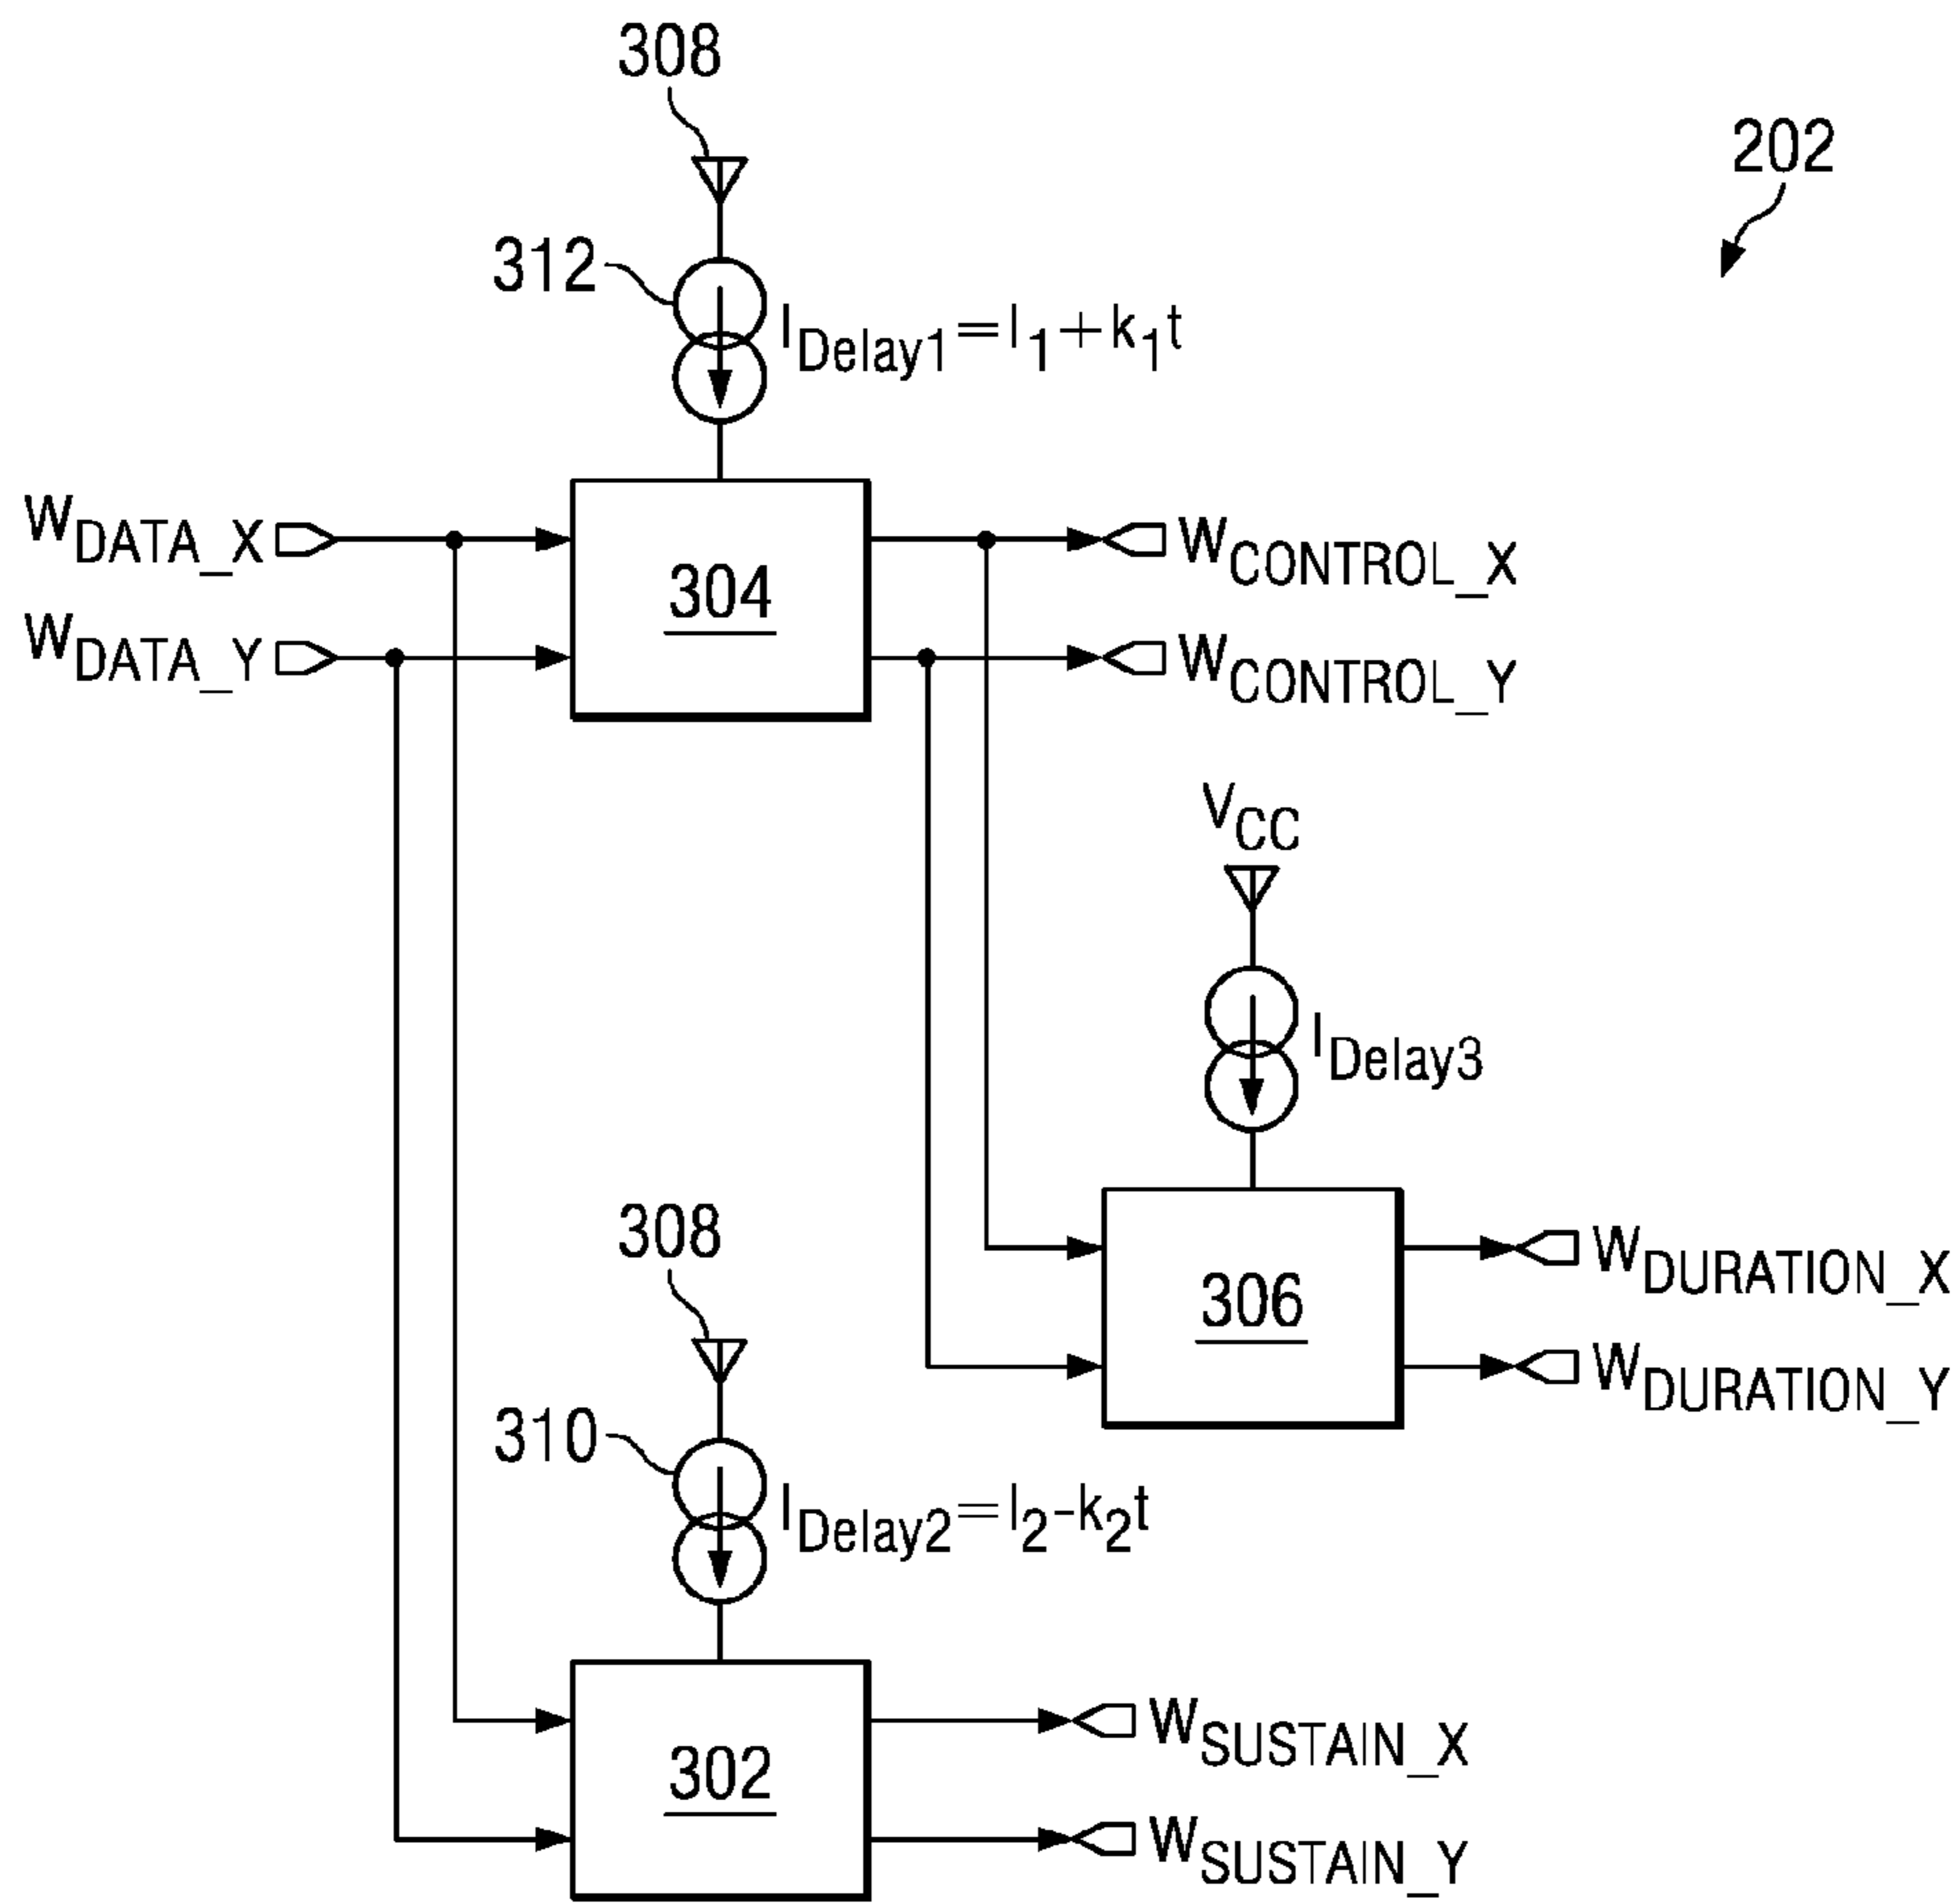 308
202
312
I_Delay1=I_1+k_1t
W_DATA_X
304
W_CONTROL_X
W_DATA_Y
W_CONTROL_Y
V_CC
I_Delay3
308
306
W_DURATION_X
W_DURATION_Y
310
I_Delay2=I_2-k_2t
302
W_SUSTAIN_X
W_SUSTAIN_Y